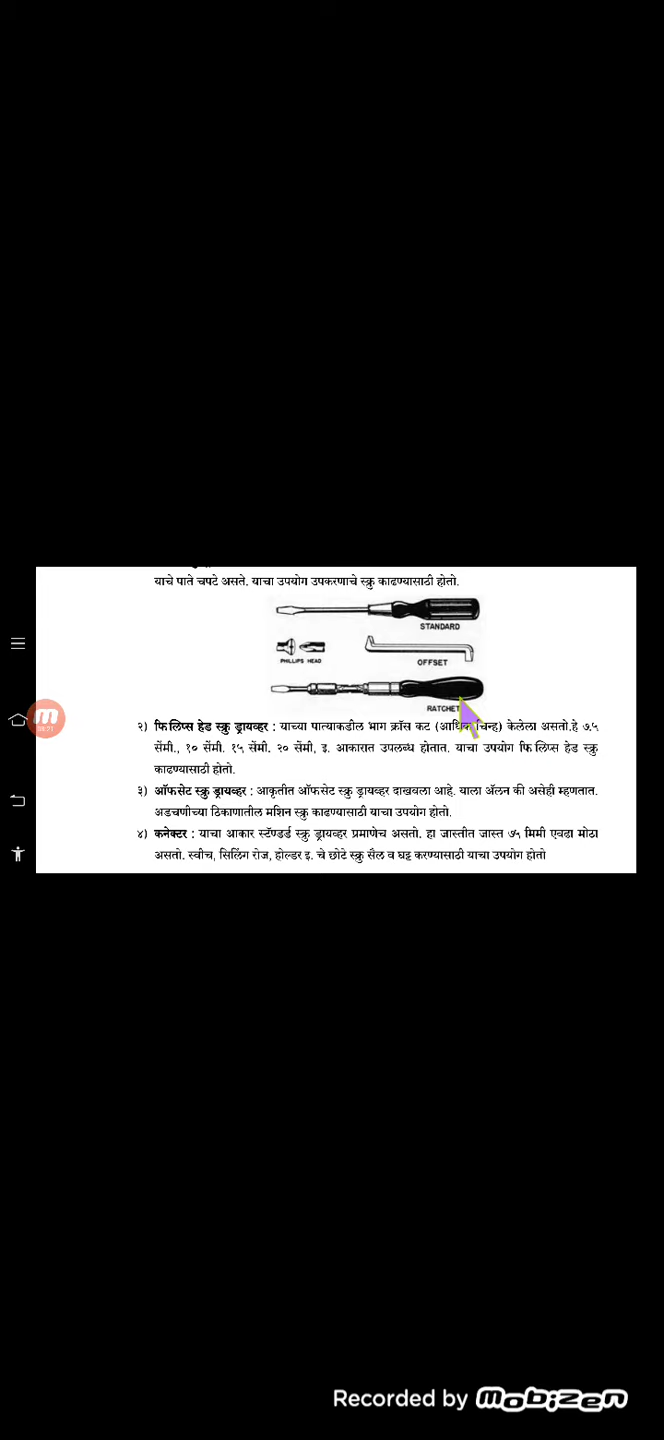 याचे पाते चपटे असते. याचा उपयोग उपकरणाचे स्क्रु काढण्यासाठी होतो.
STANDARD
PHILLIPS HEAD
OFFSET
RATCHET
२) फिलिप्स हेड स्क्रु ड्रायव्हर : याच्या पात्याकडील भाग क्रॉस कट (आधिक चिन्ह) केलेला असतो.हे ७.५
सेंमी., १० सेंमी. १५ सेंमी. २० सेंमी, इ. आकारात उपलब्ध होतात. याचा उपयोग फिलिप्स हेड स्क्रु
काढण्यासाठी होतो.
३) ऑफसेट स्क्रु ड्रायव्हर : आकृतीत ऑफसेट स्क्रु ड्रायव्हर दाखवला आहे. याला ॲलन की असेही म्हणतात.
अडचणीच्या ठिकाणातील मशिन स्क्रु काढण्यासाठी याचा उपयोग होतो.
४) कनेक्टर : याचा आकार स्टॅण्डर्ड स्क्रु ड्रायव्हर प्रमाणेच असतो. हा जास्तीत जास्त ७५ मिमी एवढा मोठा
असतो. स्वीच, सिलिंग रोज, होल्डर इ. चे छोटे स्क्रु सैल व घट्ट करण्यासाठी याचा उपयोग होतो
Recorded by mobizen